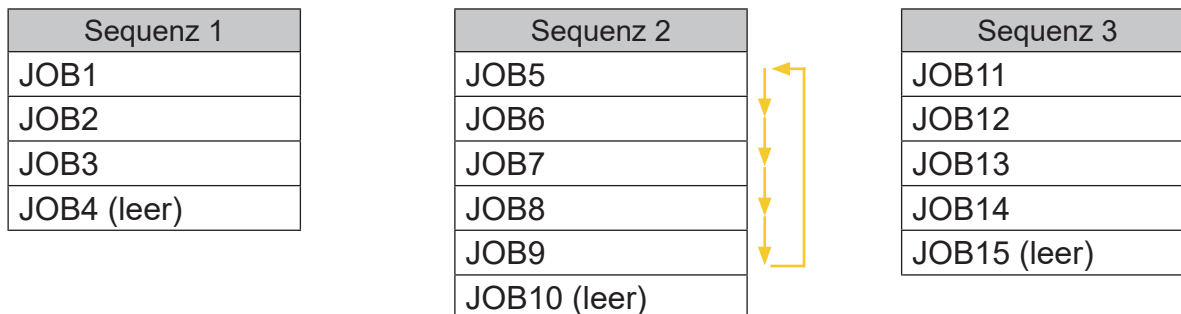 Sequenz 1
JOB1
JOB2
JOB3
JOB4 (leer)
Sequenz 2
JOB5
JOB6
JOB7
JOB8
JOB9
JOB10 (leer)
Sequenz 3
JOB11
JOB12
JOB13
JOB14
JOB15 (leer)